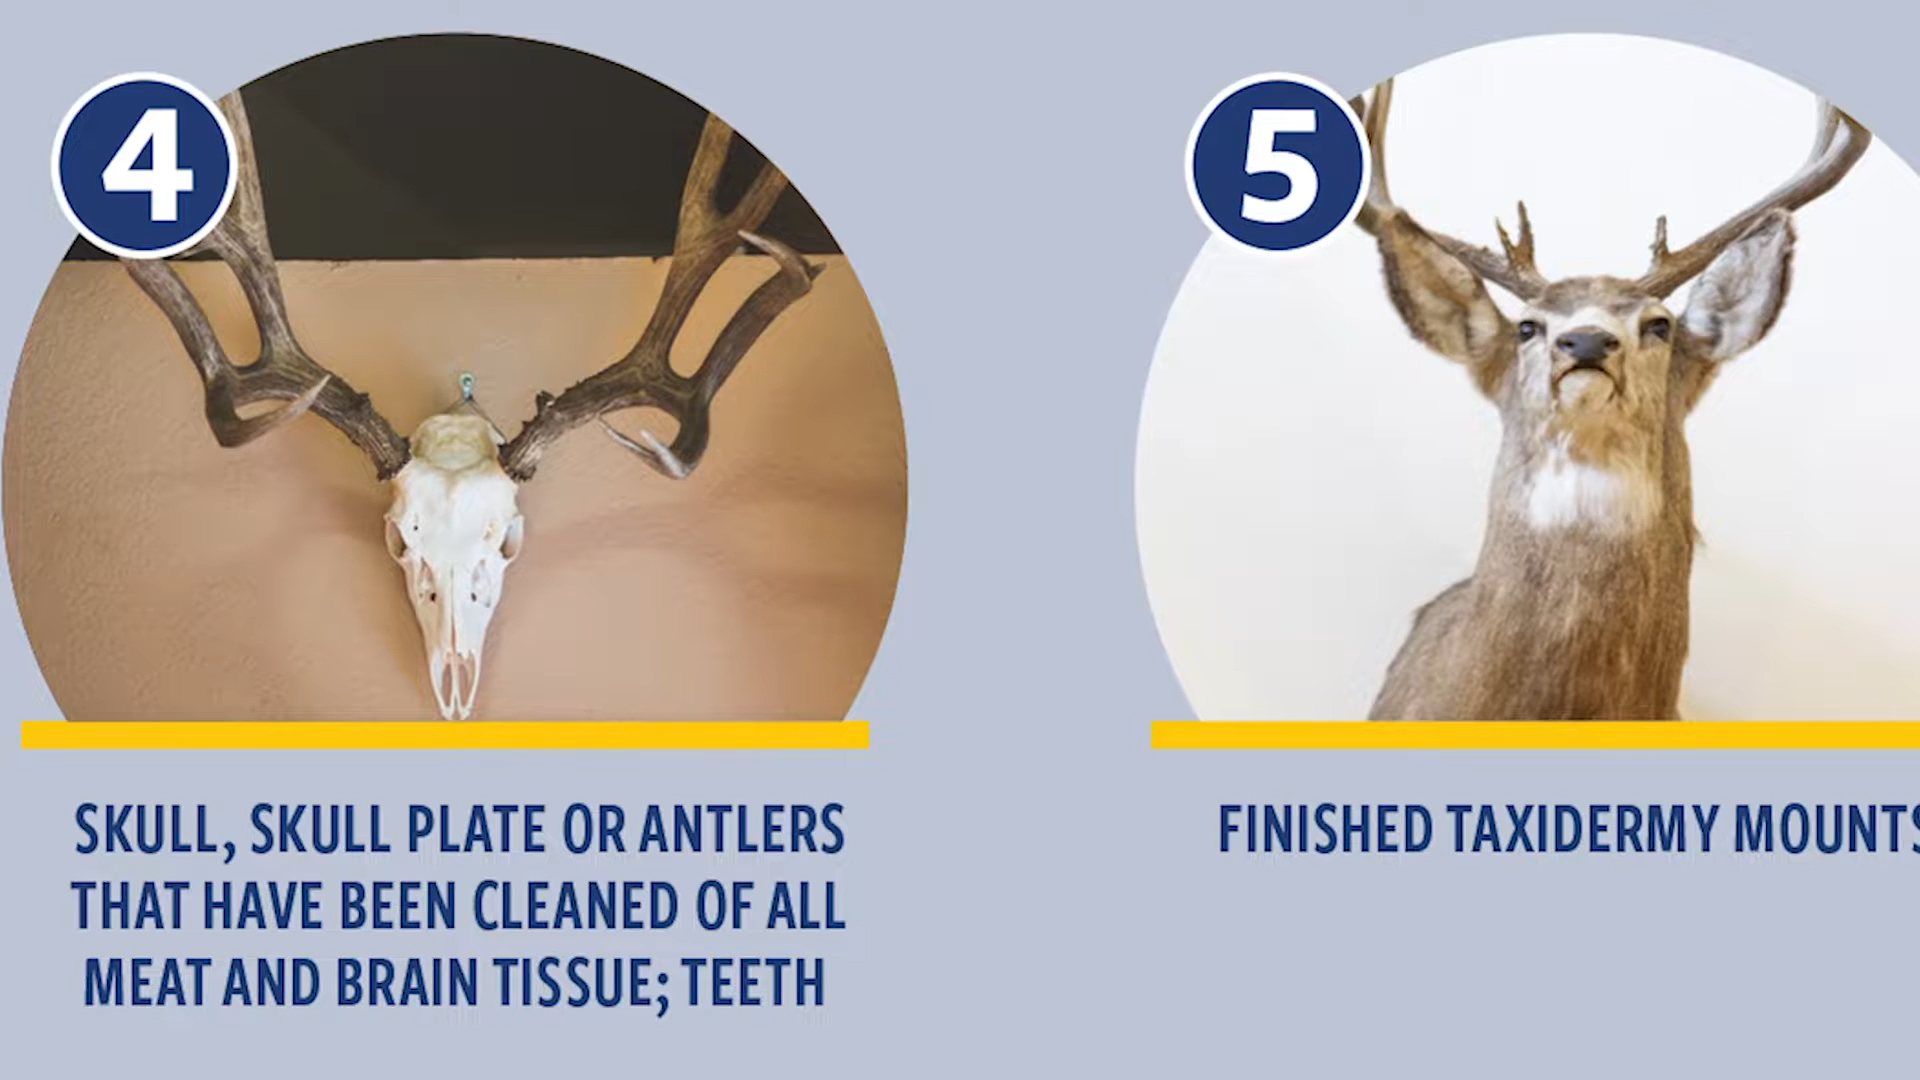 4
SKULL, SKULL PLATE OR ANTLERS
THAT HAVE BEEN CLEANED OF ALL
MEAT AND BRAIN TISSUE; TEETH
5
FINISHED TAXIDERMY MOUNTS